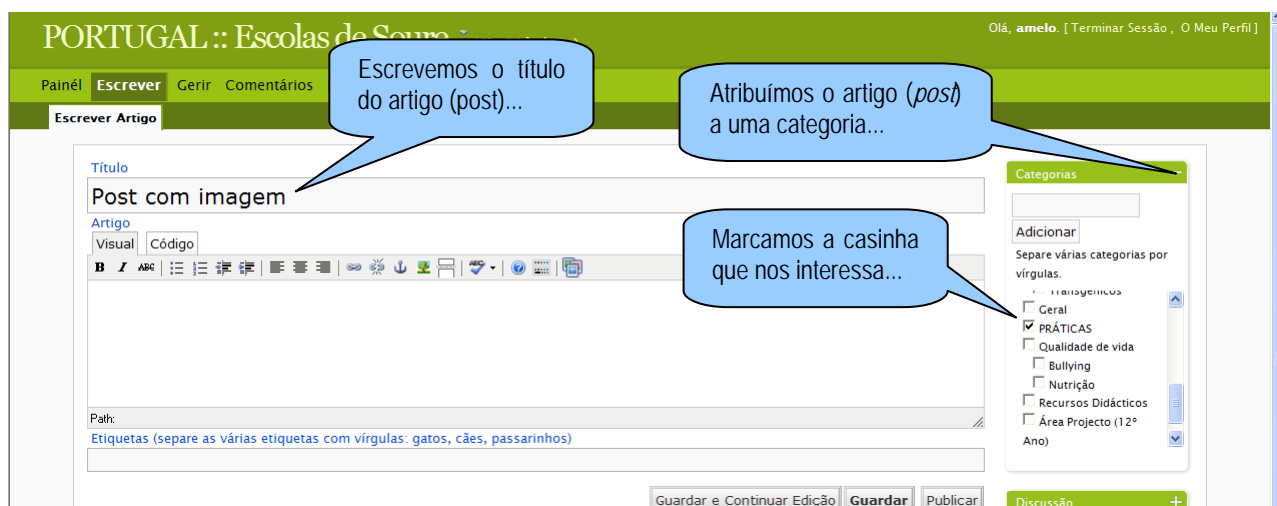 PORTUGAL :: Escolas de Soure
Olá, amelo. [ Terminar Sessão , O Meu Perfil ]
Escrevemos o título
do artigo (post)...
Atribuímos o artigo (post)
a uma categoria...
Painél Escrever Gerir Comentários
Escrever Artigo
Título
Post com imagem
Artigo
Visual Código
B I ABC ABC
Path:
Etiquetas (separe as várias etiquetas com vírgulas: gatos, cães, passarinhos)
Guardar e Continuar Edição Guardar Publicar
Marcamos a casinha
que nos interessa...
Categorias
Adicionar
Separe várias categorias por
vírgulas.
Transgénicos
Geral
PRÁTICAS
Qualidade de vida
Bullying
Nutrição
Recursos Didácticos
Área Projecto (12º
Ano)
Discussão